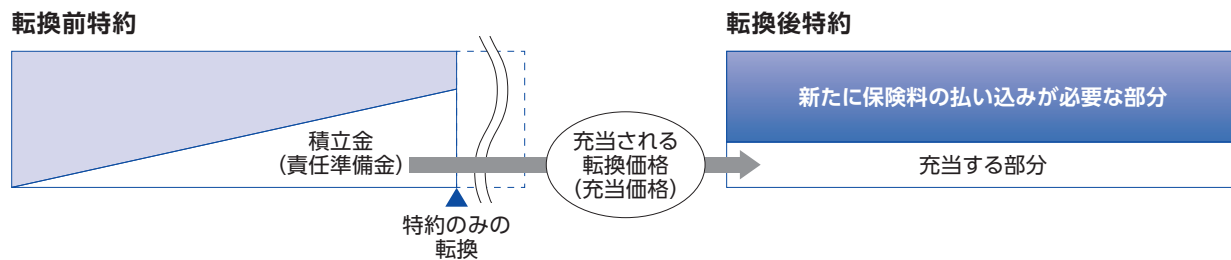 転換前特約
転換後特約
新たに保険料の払い込みが必要な部分
積立金
(責任準備金)
充当される
転換価格
(充当価格)
充当する部分
特約のみの
転換